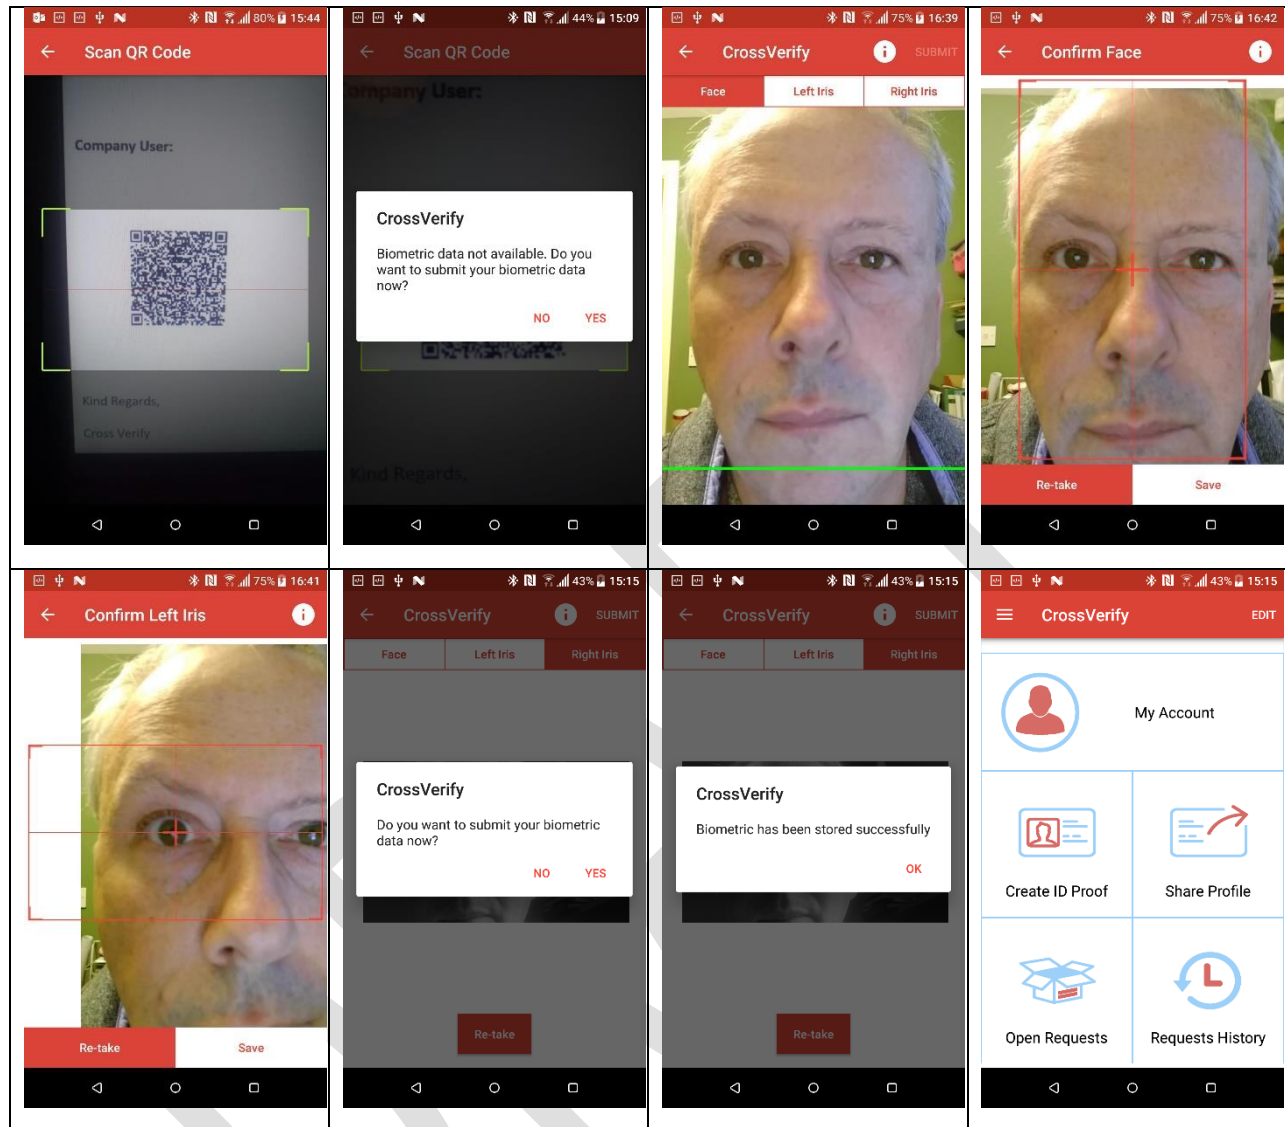 80% 15:44
Scan QR Code
Company User:
Kind Regards,
Cross Verify
44% 15:09
Scan QR Code
Company User:
CrossVerify
Biometric data not available. Do you
want to submit your biometric data
now?
NO YES
Kind Regards,
75% 16:39
CrossVerify SUBMIT
Face Left Iris Right Iris
75% 16:42
Confirm Face
Re-take Save
75% 16:41
Confirm Left Iris
Re-take Save
43% 15:15
CrossVerify SUBMIT
Face Left Iris Right Iris
CrossVerify
Do you want to submit your biometric
data now?
NO YES
Re-take
43% 15:15
CrossVerify SUBMIT
Face Left Iris Right Iris
CrossVerify
Biometric has been stored successfully
OK
Re-take
43% 15:15
CrossVerify EDIT
My Account
Create ID Proof Share Profile
Open Requests Requests History